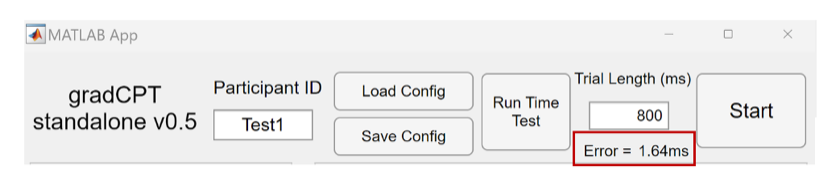 MATLAB App
gradCPT
standalone v0.5
Participant ID
Test1
Load Config
Save Config
Run Time
Test
Trial Length (ms)
800
Error = 1.64ms
Start